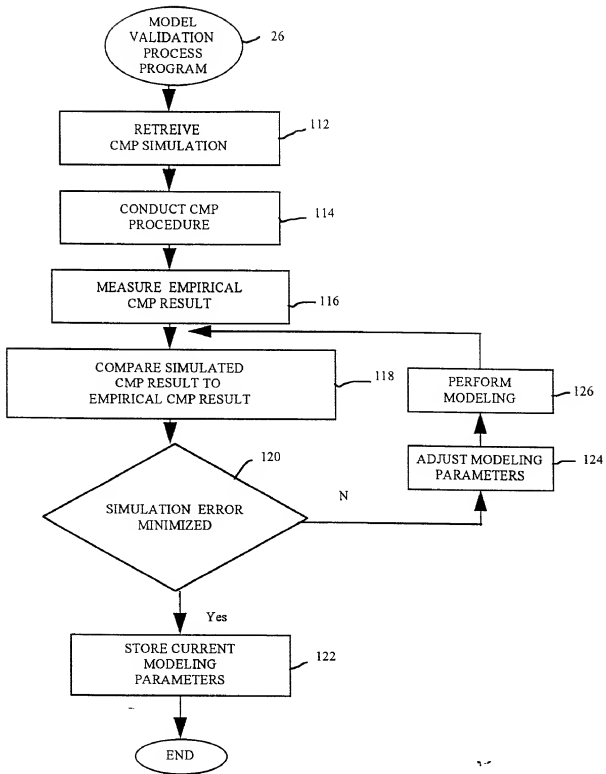 MODEL
VALIDATION
PROCESS
PROGRAM
26
RETREIVE
CMP SIMULATION
112
CONDUCT CMP
PROCEDURE
114
MEASURE EMPIRICAL
CMP RESULT
116
COMPARE SIMULATED
CMP RESULT TO
EMPIRICAL CMP RESULT
118
PERFORM
MODELING
126
ADJUST MODELING
PARAMETERS
124
120
SIMULATION ERROR
MINIMIZED
N
Yes
STORE CURRENT
MODELING
PARAMETERS
122
END